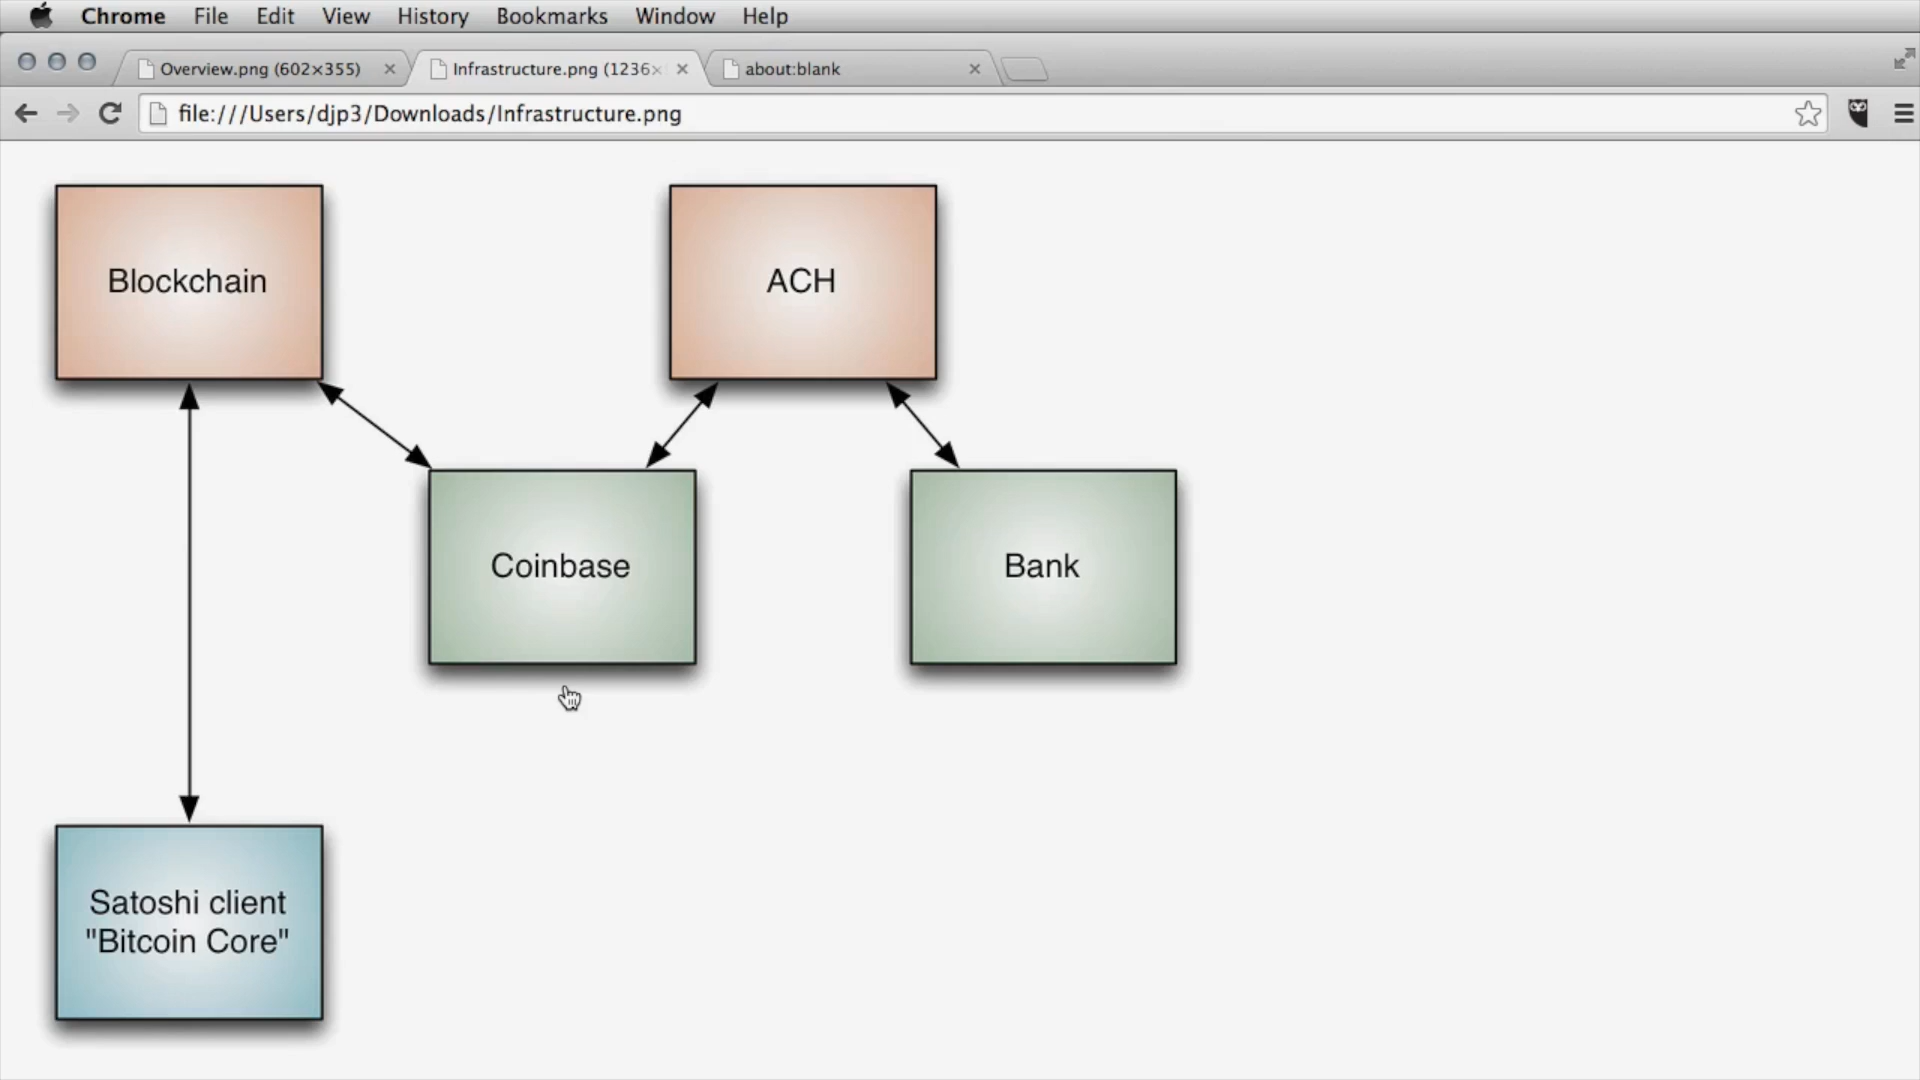 Chrome File Edit View History Bookmarks Window Help
Overview.png (602×355) Infrastructure.png (1236× about:blank
file:///Users/djp3/Downloads/Infrastructure.png
Blockchain
ACH
Coinbase
Bank
Satoshi client
"Bitcoin Core"